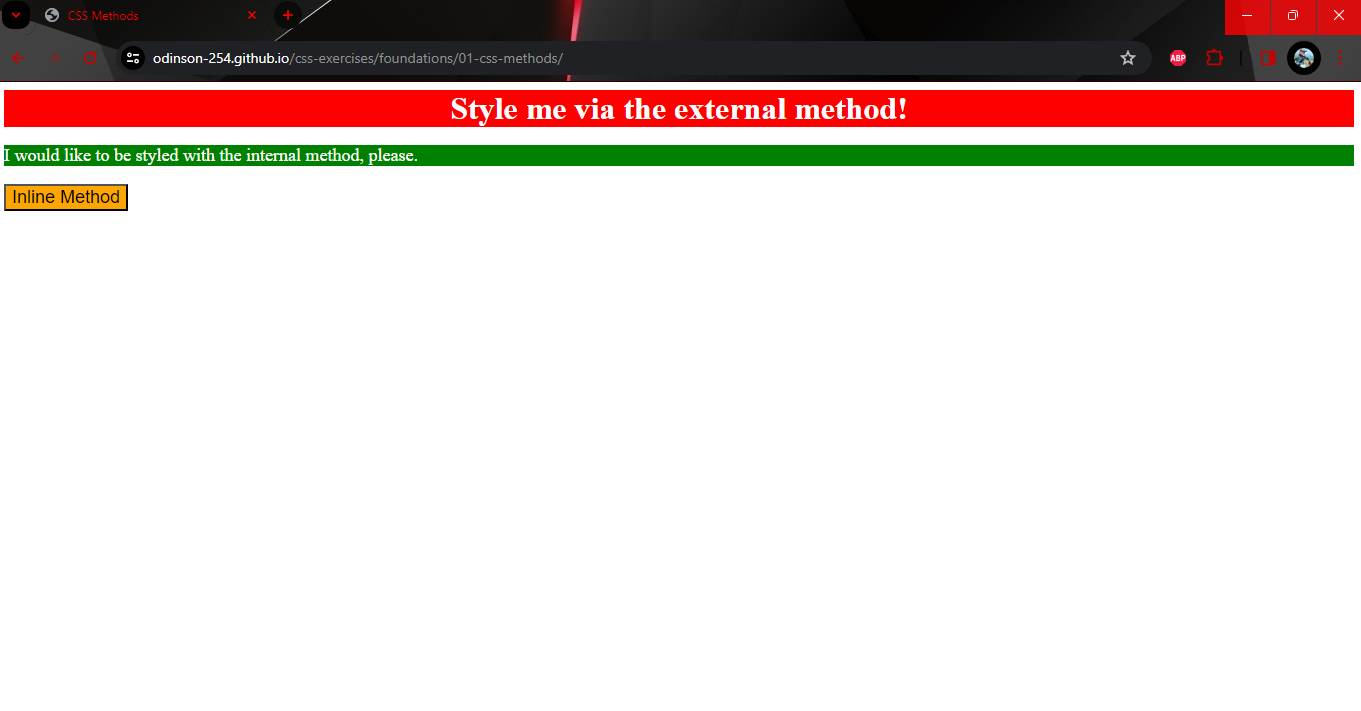 CSS Methods
odinson-254.github.io/css-exercises/foundations/01-css-methods/
ABP
Style me via the external method!
I would like to be styled with the internal method, please.
Inline Method